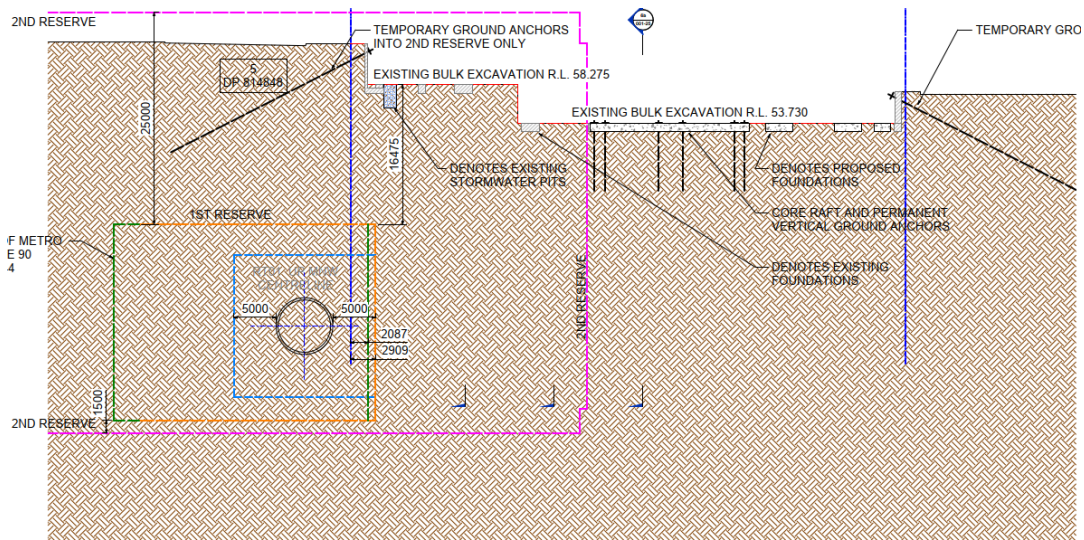 2ND RESERVE
TEMPORARY GROUND ANCHORS
INTO 2ND RESERVE ONLY
TEMPORARY GRO
5
DP 814848
EXISTING BULK EXCAVATION R.L. 58.275
EXISTING BULK EXCAVATION R.L. 53.730
25000
16475
DENOTES EXISTING
STORMWATER PITS
DENOTES PROPOSED
FOUNDATIONS
1ST RESERVE
CORE RAFT AND PERMANENT
VERTICAL GROUND ANCHORS
F METRO
E 90
4
DENOTES EXISTING
FOUNDATIONS
CENTRELINE
2ND RESERVE
5000
5000
2087
2909
1500
2ND RESERVE